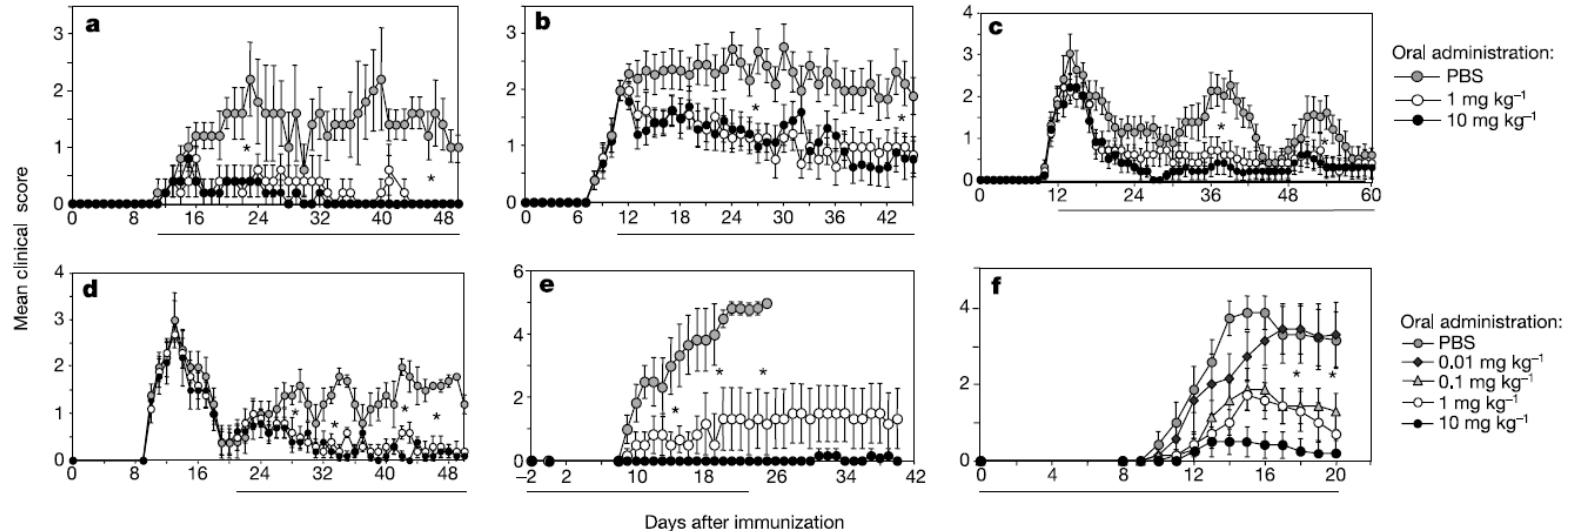 a
3
2
1
0
0 8 16 24 32 40 50
*
*
b
3
2
1
0
0 6 12 18 24 30 36 42
*
*
c
4
3
2
1
0
0 12 24 36 48 60
*
*
Oral administration:
PBS
1 mg kg–1
10 mg kg–1
Mean clinical score
d
4
3
2
1
0
0 8 16 24 32 40 50
*
*
*
*
e
6
4
2
0
–2 2 10 18 26 34 42
*
*
*
f
4
2
0
0 4 8 12 16 20
*
*
Oral administration:
PBS
0.01 mg kg–1
0.1 mg kg–1
1 mg kg–1
10 mg kg–1
Days after immunization